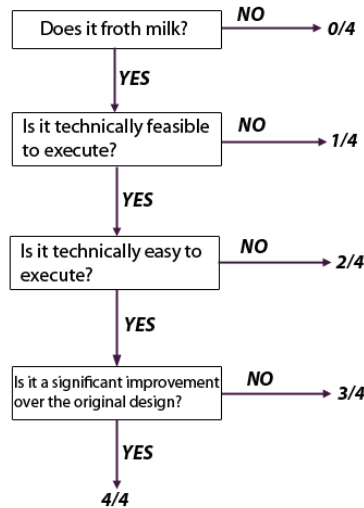 Does it froth milk?
NO
0/4
YES
Is it technically feasible
to execute?
NO
1/4
YES
Is it technically easy to
execute?
NO
2/4
YES
Is it a significant improvement
over the original design?
NO
3/4
YES
4/4